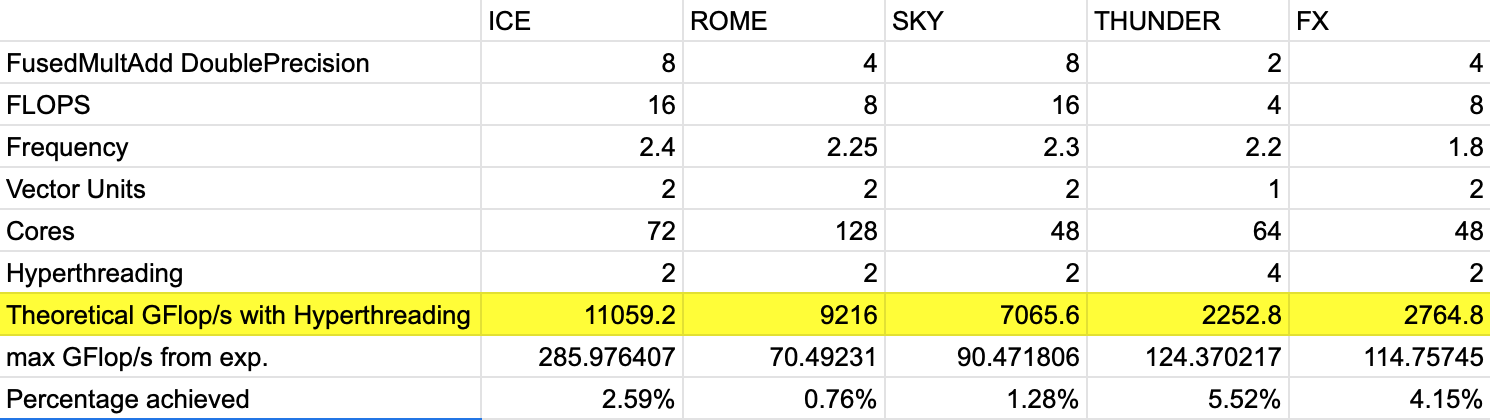 ICE ROME SKY THUNDER FX
FusedMultAdd DoublePrecision 8 4 8 2 4
FLOPS 16 8 16 4 8
Frequency 2.4 2.25 2.3 2.2 1.8
Vector Units 2 2 2 1 2
Cores 72 128 48 64 48
Hyperthreading 2 2 2 4 2
Theoretical GFlop/s with Hyperthreading 11059.2 9216 7065.6 2252.8 2764.8
max GFlop/s from exp. 285.976407 70.49231 90.471806 124.370217 114.75745
Percentage achieved 2.59% 0.76% 1.28% 5.52% 4.15%